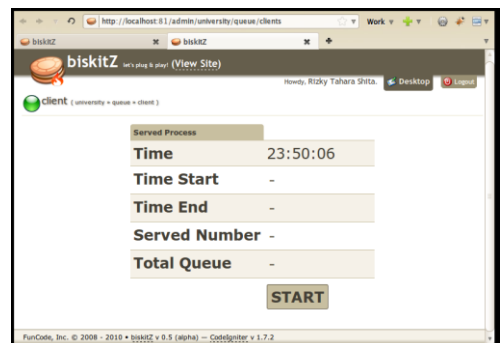 http://localhost:81/admin/university/queue/clients
Work
biskitZ
biskitZ
biskitZ let's plug & play! (View Site)
Howdy, Rizky Tahara Shita.
Desktop
Logout
client ( university » queue » client )
Served Process
Time 23:50:06
Time Start -
Time End -
Served Number -
Total Queue -
START
FunCode, Inc. © 2008 - 2010 • biskitZ v 0.5 (alpha) — CodeIgniter v 1.7.2